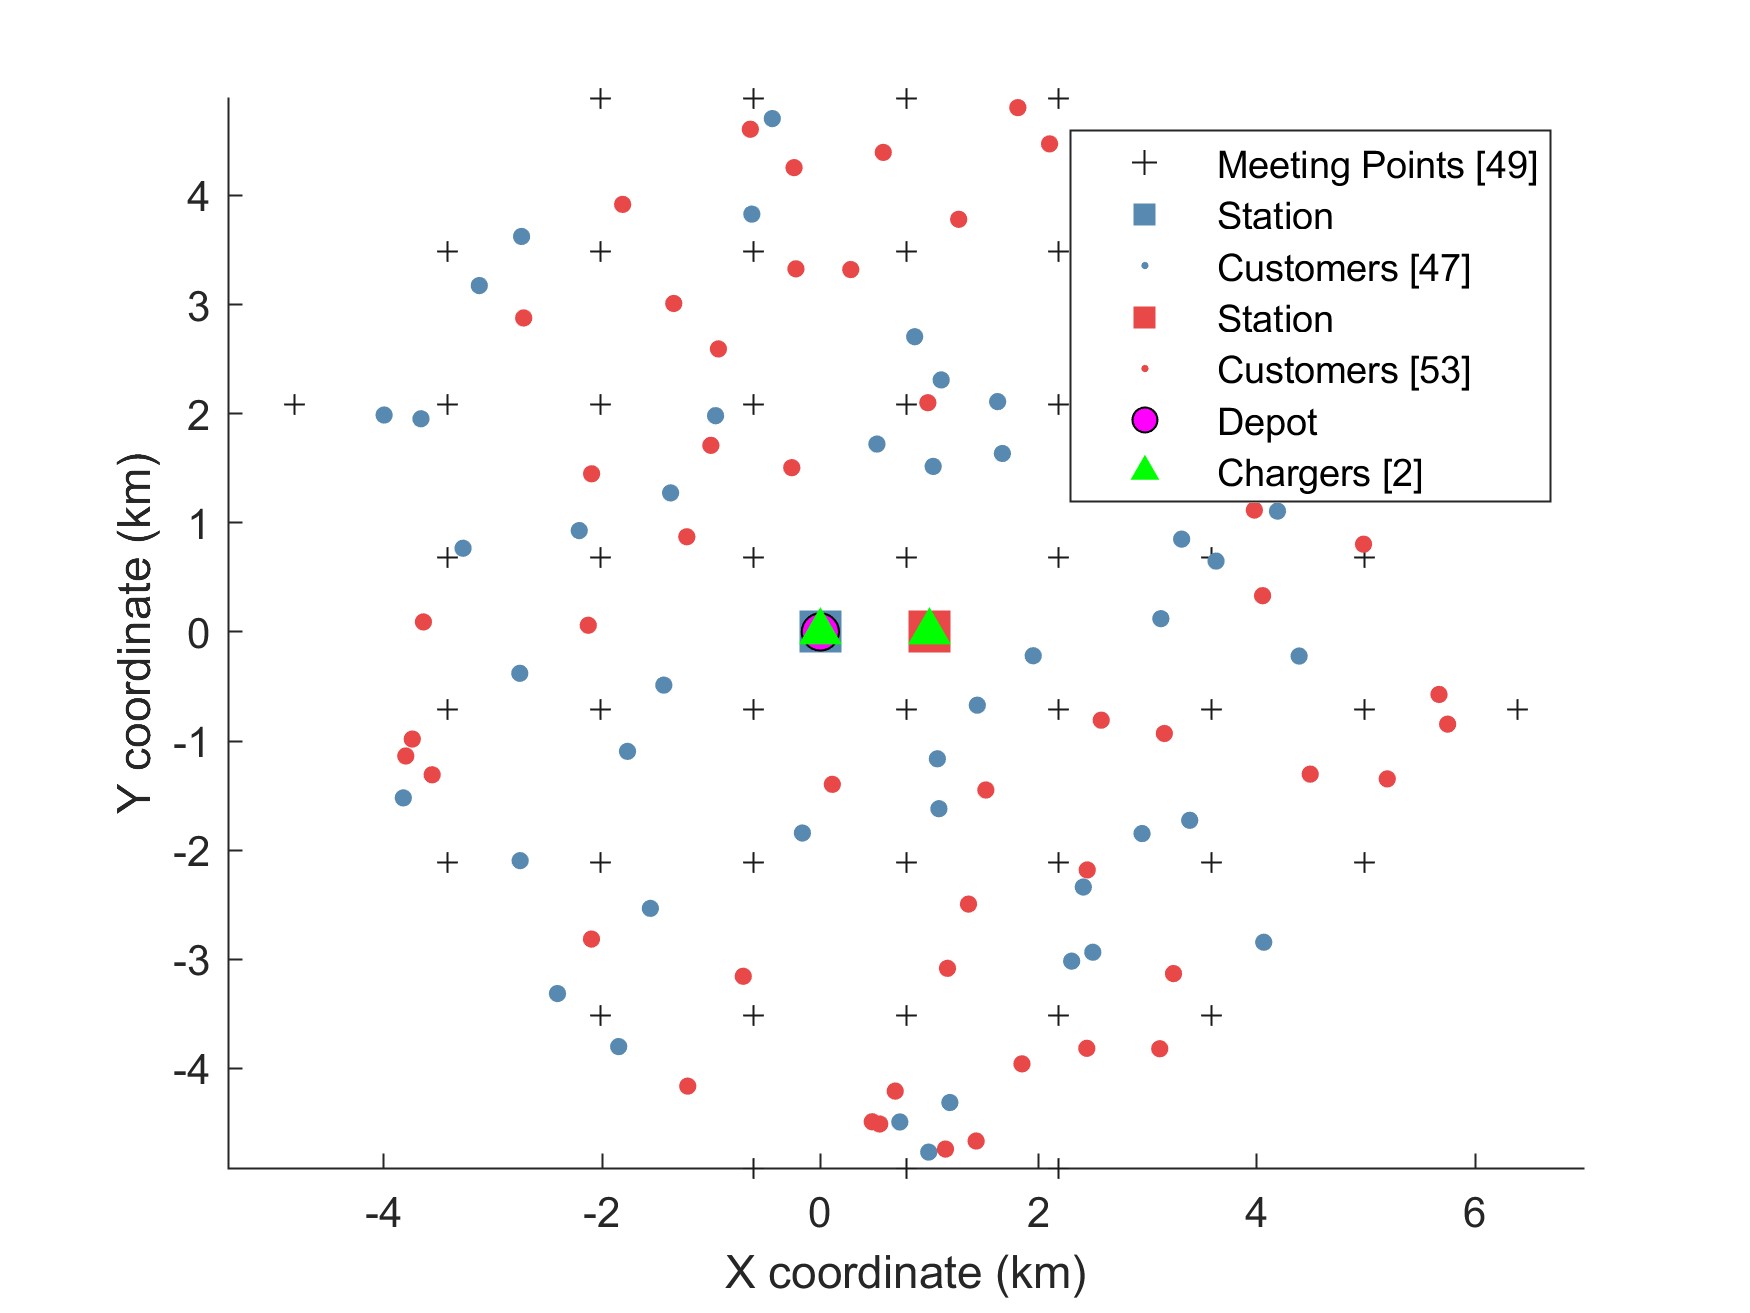 Meeting Points [49]
Station
Customers [47]
Station
Customers [53]
Depot
Chargers [2]
4
3
2
1
0
-1
-2
-3
-4
Y coordinate (km)
-4 -2 0 2 4 6
X coordinate (km)